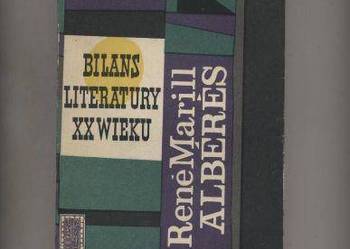 BILANS
LITERATURY
XX WIEKU
René Marill
ALBÉRÈS